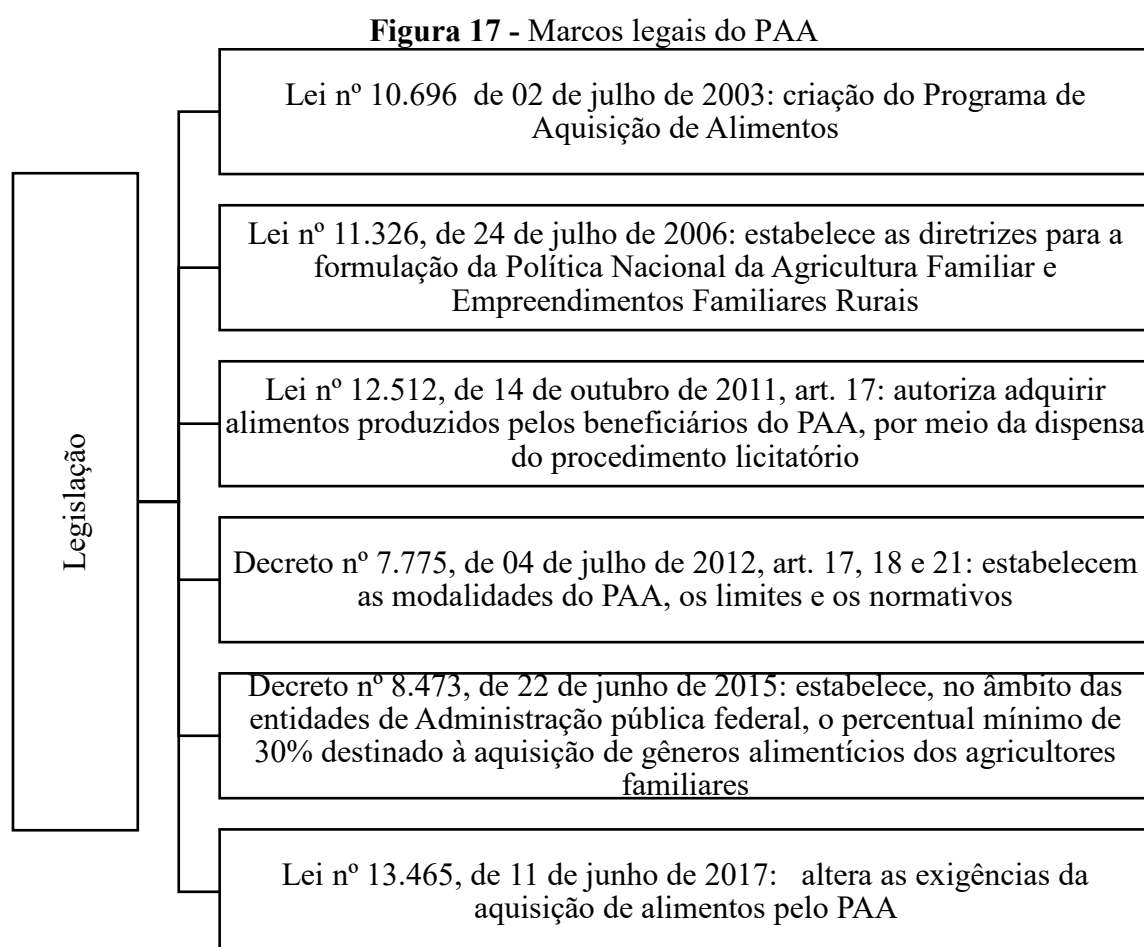 Figura 17 - Marcos legais do PAA
Legislação
Lei nº 10.696 de 02 de julho de 2003: criação do Programa de
Aquisição de Alimentos
Lei nº 11.326, de 24 de julho de 2006: estabelece as diretrizes para a
formulação da Política Nacional da Agricultura Familiar e
Empreendimentos Familiares Rurais
Lei nº 12.512, de 14 de outubro de 2011, art. 17: autoriza adquirir
alimentos produzidos pelos beneficiários do PAA, por meio da dispensa
do procedimento licitatório
Decreto nº 7.775, de 04 de julho de 2012, art. 17, 18 e 21: estabelecem
as modalidades do PAA, os limites e os normativos
Decreto nº 8.473, de 22 de junho de 2015: estabelece, no âmbito das
entidades de Administração pública federal, o percentual mínimo de
30% destinado à aquisição de gêneros alimentícios dos agricultores
familiares
Lei nº 13.465, de 11 de junho de 2017: altera as exigências da
aquisição de alimentos pelo PAA